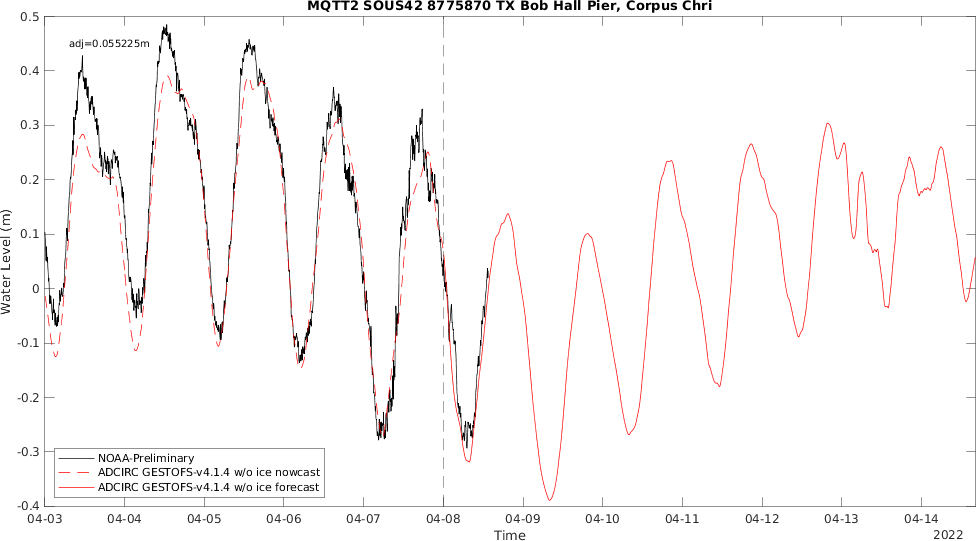 MQTT2 SOUS42 8775870 TX Bob Hall Pier, Corpus Chri
adj=0.055225m
0.5
0.4
0.3
0.2
0.1
0
-0.1
-0.2
-0.3
-0.4
Water Level (m)
NOAA-Preliminary
ADCIRC GESTOFS-v4.1.4 w/o ice nowcast
ADCIRC GESTOFS-v4.1.4 w/o ice forecast
04-03 04-04 04-05 04-06 04-07 04-08 04-09 04-10 04-11 04-12 04-13 04-14
Time
2022